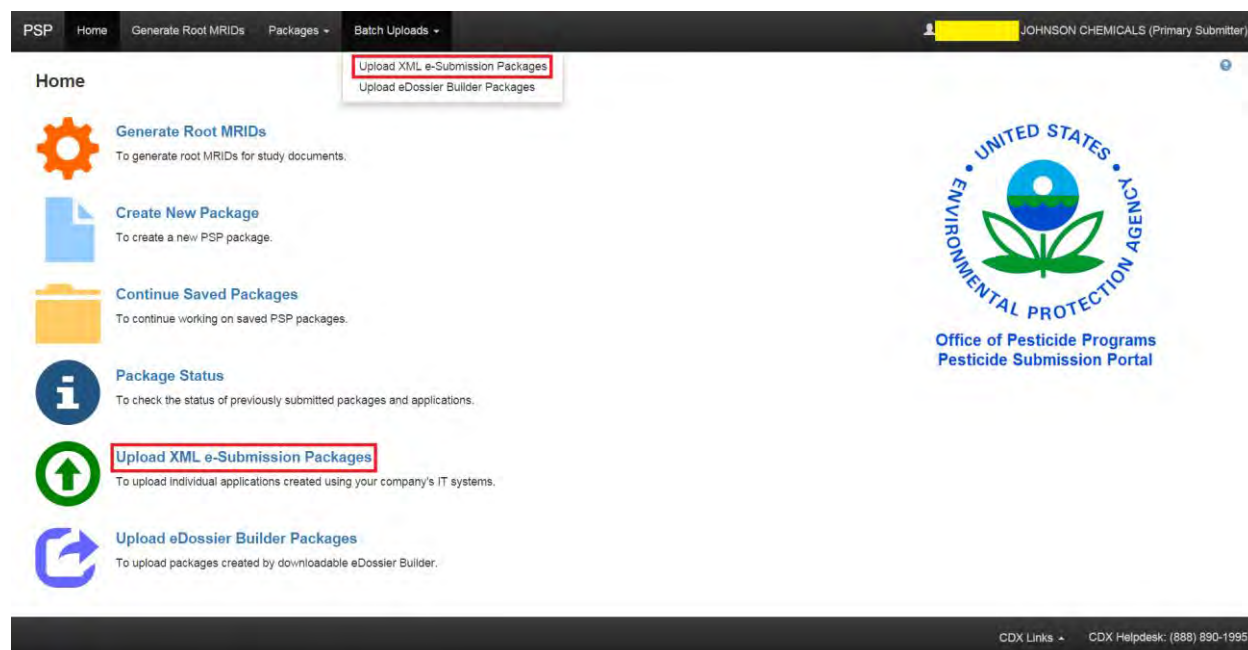 PSP Home Generate Root MRIDs Packages Batch Uploads JOHNSON CHEMICALS (Primary Submitter)
Upload XML e-Submission Packages
Upload eDossier Builder Packages
Home
Generate Root MRIDs
To generate root MRIDs for study documents.
Create New Package
To create a new PSP package.
Continue Saved Packages
To continue working on saved PSP packages.
Package Status
To check the status of previously submitted packages and applications.
Upload XML e-Submission Packages
To upload individual applications created using your company's IT systems.
Upload eDossier Builder Packages
To upload packages created by downloadable eDossier Builder.
UNITED STATES
ENVIRONMENTAL PROTECTION AGENCY
Office of Pesticide Programs
Pesticide Submission Portal
CDX Links CDX Helpdesk: (888) 890-1995